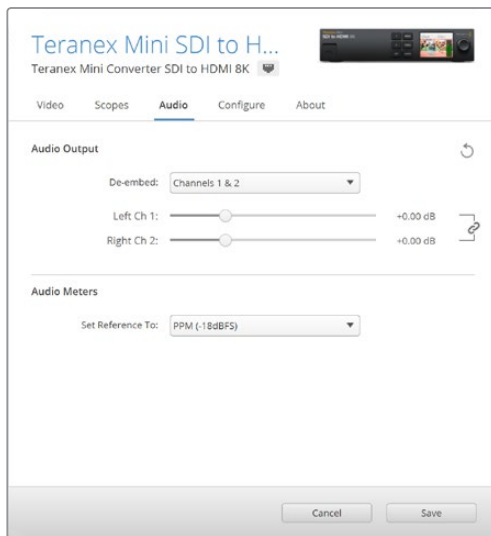 Teranex Mini SDI to H...
Teranex Mini Converter SDI to HDMI 8K
Video Scopes Audio Configure About
Audio Output
De-embed: Channels 1 & 2
Left Ch 1: +0.00 dB
Right Ch 2: +0.00 dB
Audio Meters
Set Reference To: PPM (-18dBFS)
Cancel Save